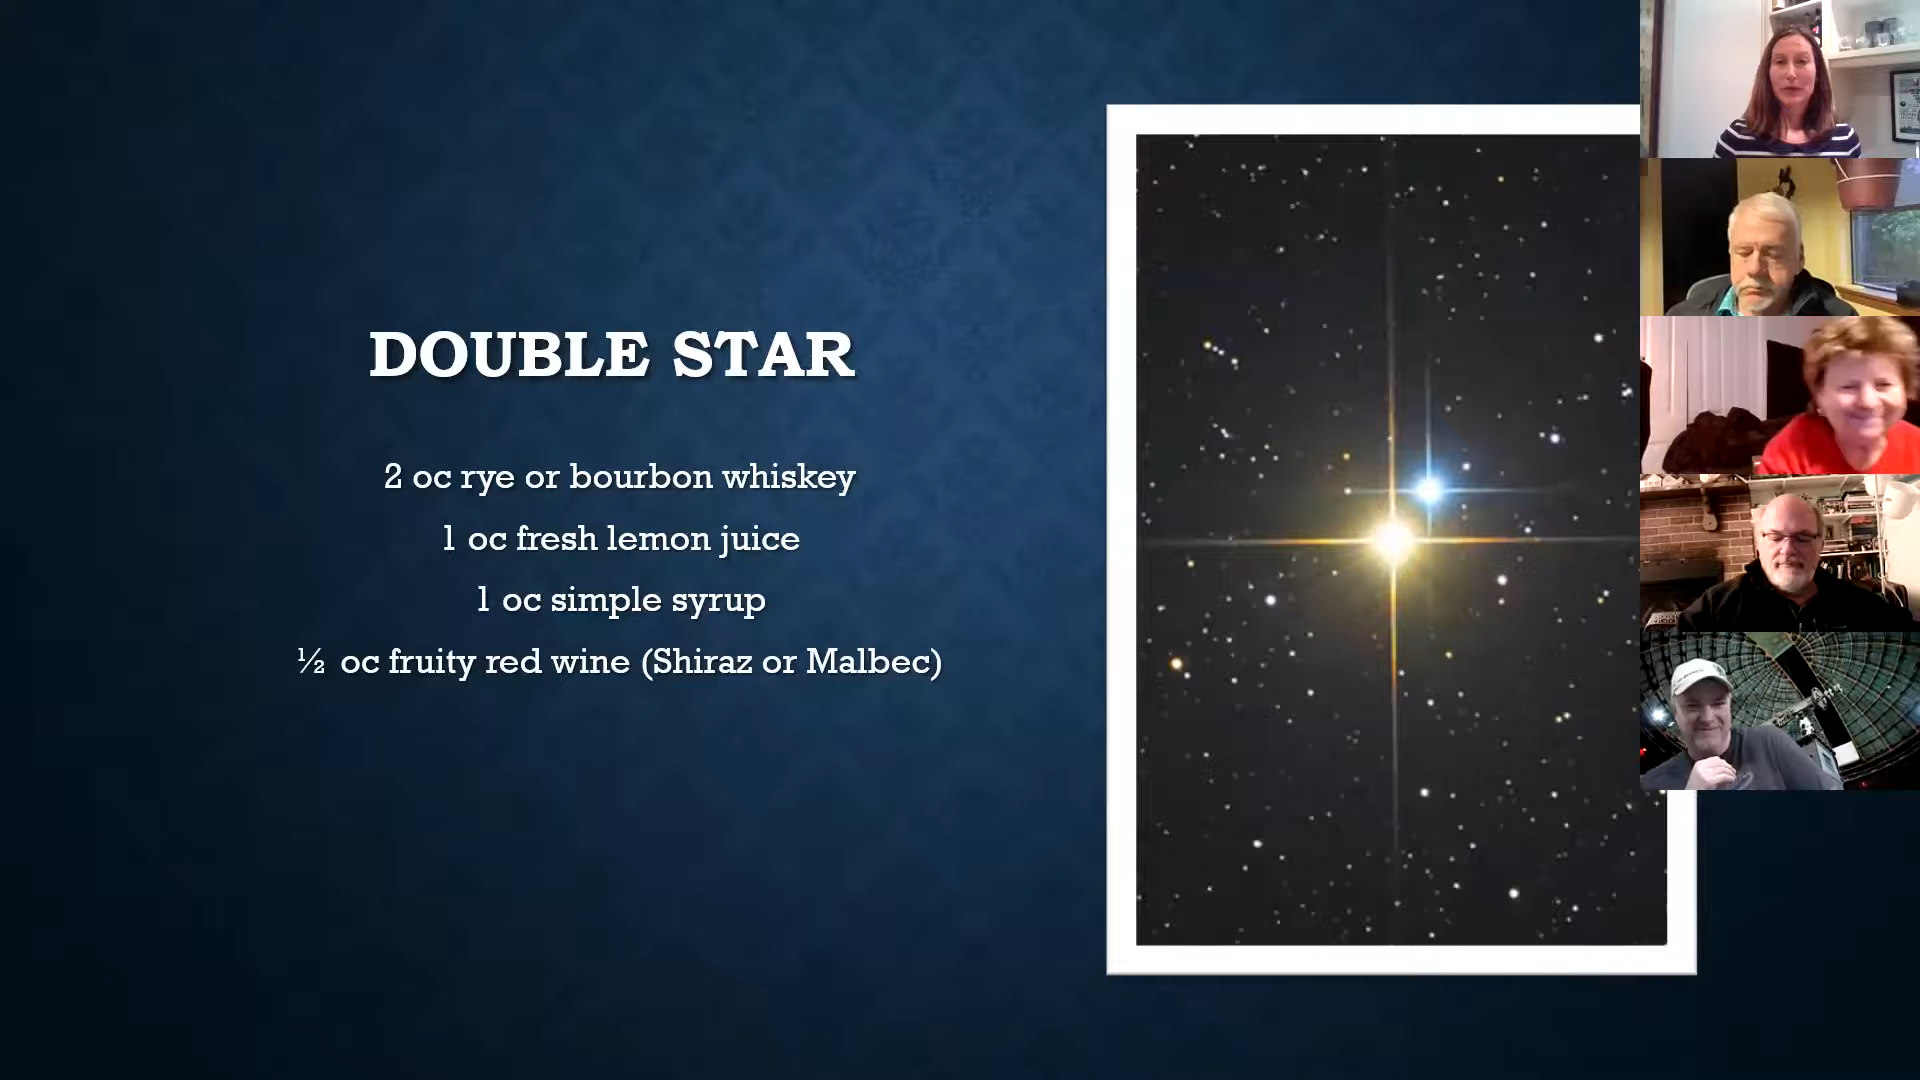 DOUBLE STAR
2 oc rye or bourbon whiskey
1 oc fresh lemon juice
1 oc simple syrup
½ oc fruity red wine (Shiraz or Malbec)